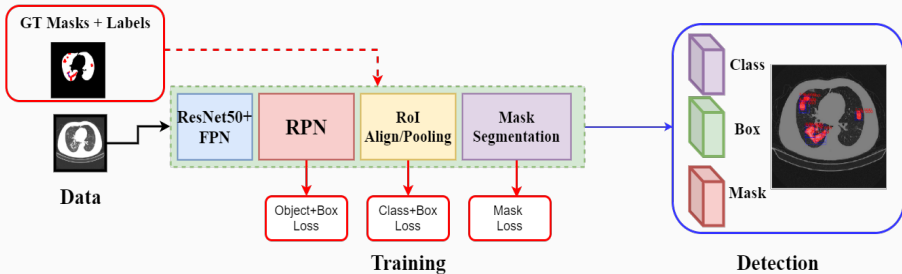 GT Masks + Labels
Data
ResNet50+
FPN
RPN
RoI
Align/Pooling
Mask
Segmentation
Object+Box
Loss
Class+Box
Loss
Mask
Loss
Training
Class
Box
Mask
Detection